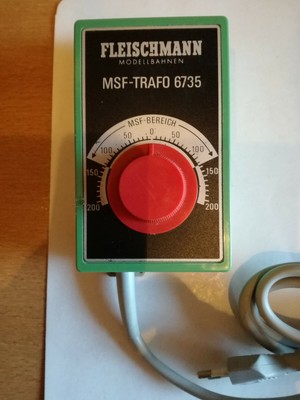 FLEISCHMANN
MODELLBAHNEN
MSF-TRAFO 6735
MSF-BEREICH
200 150 100 50 0 50 100 150 200